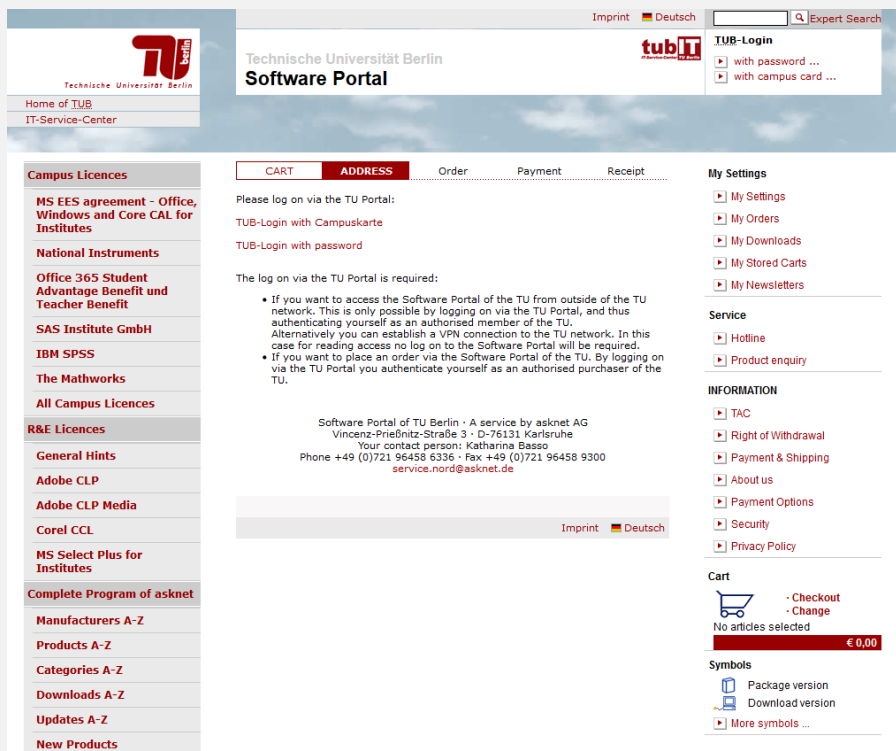 Imprint Deutsch
Expert Search
TU berlin
Technische Universität Berlin
Home of TUB
IT-Service-Center
Technische Universität Berlin
Software Portal
tubIT
IT-Service-Center TU Berlin
TUB-Login
with password ...
with campus card ...
Campus Licences
MS EES agreement - Office,
Windows and Core CAL for
Institutes
National Instruments
Office 365 Student
Advantage Benefit und
Teacher Benefit
SAS Institute GmbH
IBM SPSS
The Mathworks
All Campus Licences
R&E Licences
General Hints
Adobe CLP
Adobe CLP Media
Corel CCL
MS Select Plus for
Institutes
Complete Program of asknet
Manufacturers A-Z
Products A-Z
Categories A-Z
Downloads A-Z
Updates A-Z
New Products
CART ADDRESS Order Payment Receipt
Please log on via the TU Portal:
TUB-Login with Campuskarte
TUB-Login with password
The log on via the TU Portal is required:
• If you want to access the Software Portal of the TU from outside of the TU
network. This is only possible by logging on via the TU Portal, and thus
authenticating yourself as an authorised member of the TU.
Alternatively you can establish a VPN connection to the TU network. In this
case for reading access no log on to the Software Portal will be required.
• If you want to place an order via the Software Portal of the TU. By logging on
via the TU Portal you authenticate yourself as an authorised purchaser of the
TU.
Software Portal of TU Berlin · A service by asknet AG
Vincenz-Prießnitz-Straße 3 · D-76131 Karlsruhe
Your contact person: Katharina Basso
Phone +49 (0)721 96458 6336 · Fax +49 (0)721 96458 9300
service.nord@asknet.de
Imprint Deutsch
My Settings
My Settings
My Orders
My Downloads
My Stored Carts
My Newsletters
Service
Hotline
Product enquiry
INFORMATION
TAC
Right of Withdrawal
Payment & Shipping
About us
Payment Options
Security
Privacy Policy
Cart
· Checkout
· Change
No articles selected
€ 0,00
Symbols
Package version
Download version
More symbols ...